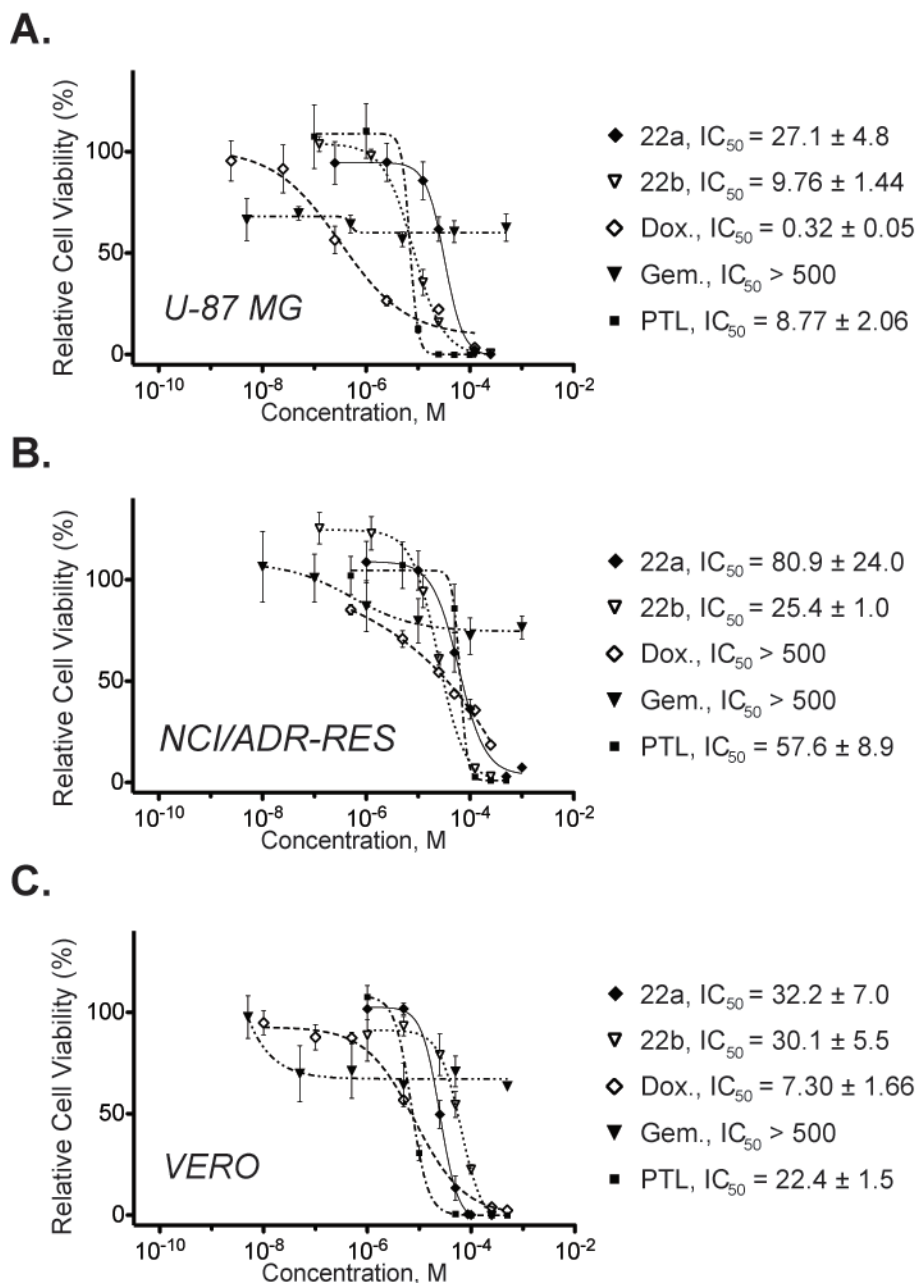 A.
Relative Cell Viability (%)
100
50
0
U-87 MG
10⁻¹⁰ 10⁻⁸ 10⁻⁶ 10⁻⁴ 10⁻²
Concentration, M
22a, IC₅₀ = 27.1 ± 4.8
22b, IC₅₀ = 9.76 ± 1.44
Dox., IC₅₀ = 0.32 ± 0.05
Gem., IC₅₀ > 500
PTL, IC₅₀ = 8.77 ± 2.06
B.
Relative Cell Viability (%)
100
50
0
NCI/ADR-RES
10⁻¹⁰ 10⁻⁸ 10⁻⁶ 10⁻⁴ 10⁻²
Concentration, M
22a, IC₅₀ = 80.9 ± 24.0
22b, IC₅₀ = 25.4 ± 1.0
Dox., IC₅₀ > 500
Gem., IC₅₀ > 500
PTL, IC₅₀ = 57.6 ± 8.9
C.
Relative Cell Viability (%)
100
50
0
VERO
10⁻¹⁰ 10⁻⁸ 10⁻⁶ 10⁻⁴ 10⁻²
Concentration, M
22a, IC₅₀ = 32.2 ± 7.0
22b, IC₅₀ = 30.1 ± 5.5
Dox., IC₅₀ = 7.30 ± 1.66
Gem., IC₅₀ > 500
PTL, IC₅₀ = 22.4 ± 1.5